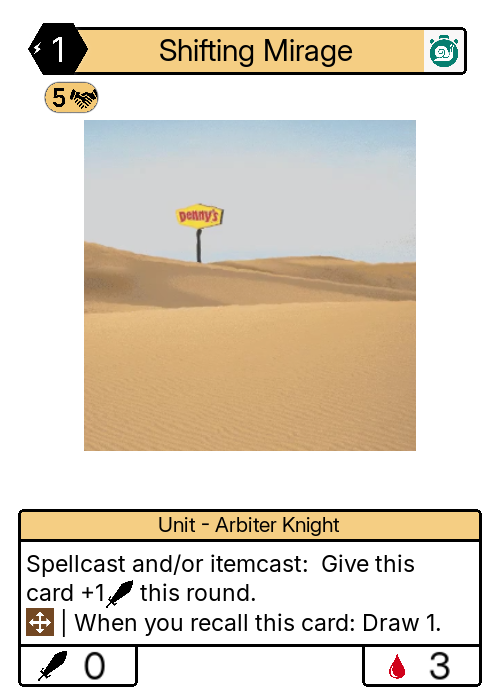 1
Shifting Mirage
5
Denny's
Unit - Arbiter Knight
Spellcast and/or itemcast: Give this
card +1 this round.
| When you recall this card: Draw 1.
0
3